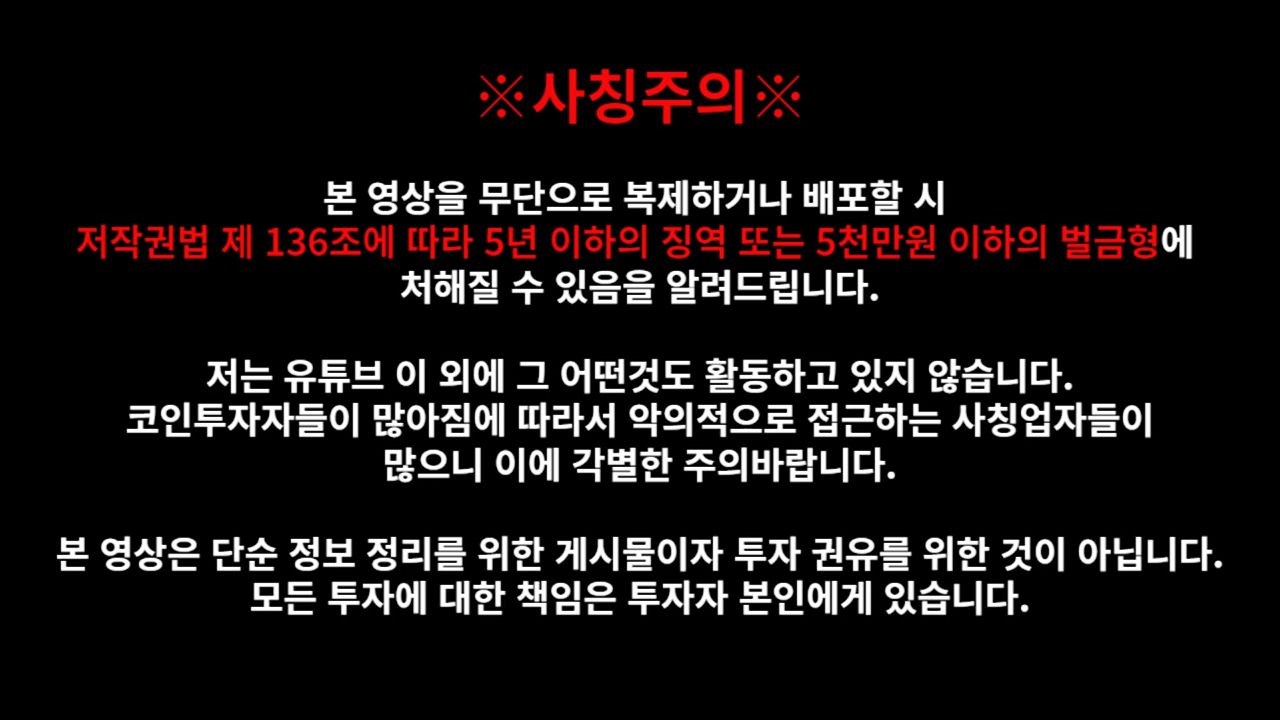 ※사칭주의※
본 영상을 무단으로 복제하거나 배포할 시
저작권법 제 136조에 따라 5년 이하의 징역 또는 5천만원 이하의 벌금형에
처해질 수 있음을 알려드립니다.
저는 유튜브 이 외에 그 어떤것도 활동하고 있지 않습니다.
코인투자자들이 많아짐에 따라서 악의적으로 접근하는 사칭업자들이
많으니 이에 각별한 주의바랍니다.
본 영상은 단순 정보 정리를 위한 게시물이자 투자 권유를 위한 것이 아닙니다.
모든 투자에 대한 책임은 투자자 본인에게 있습니다.